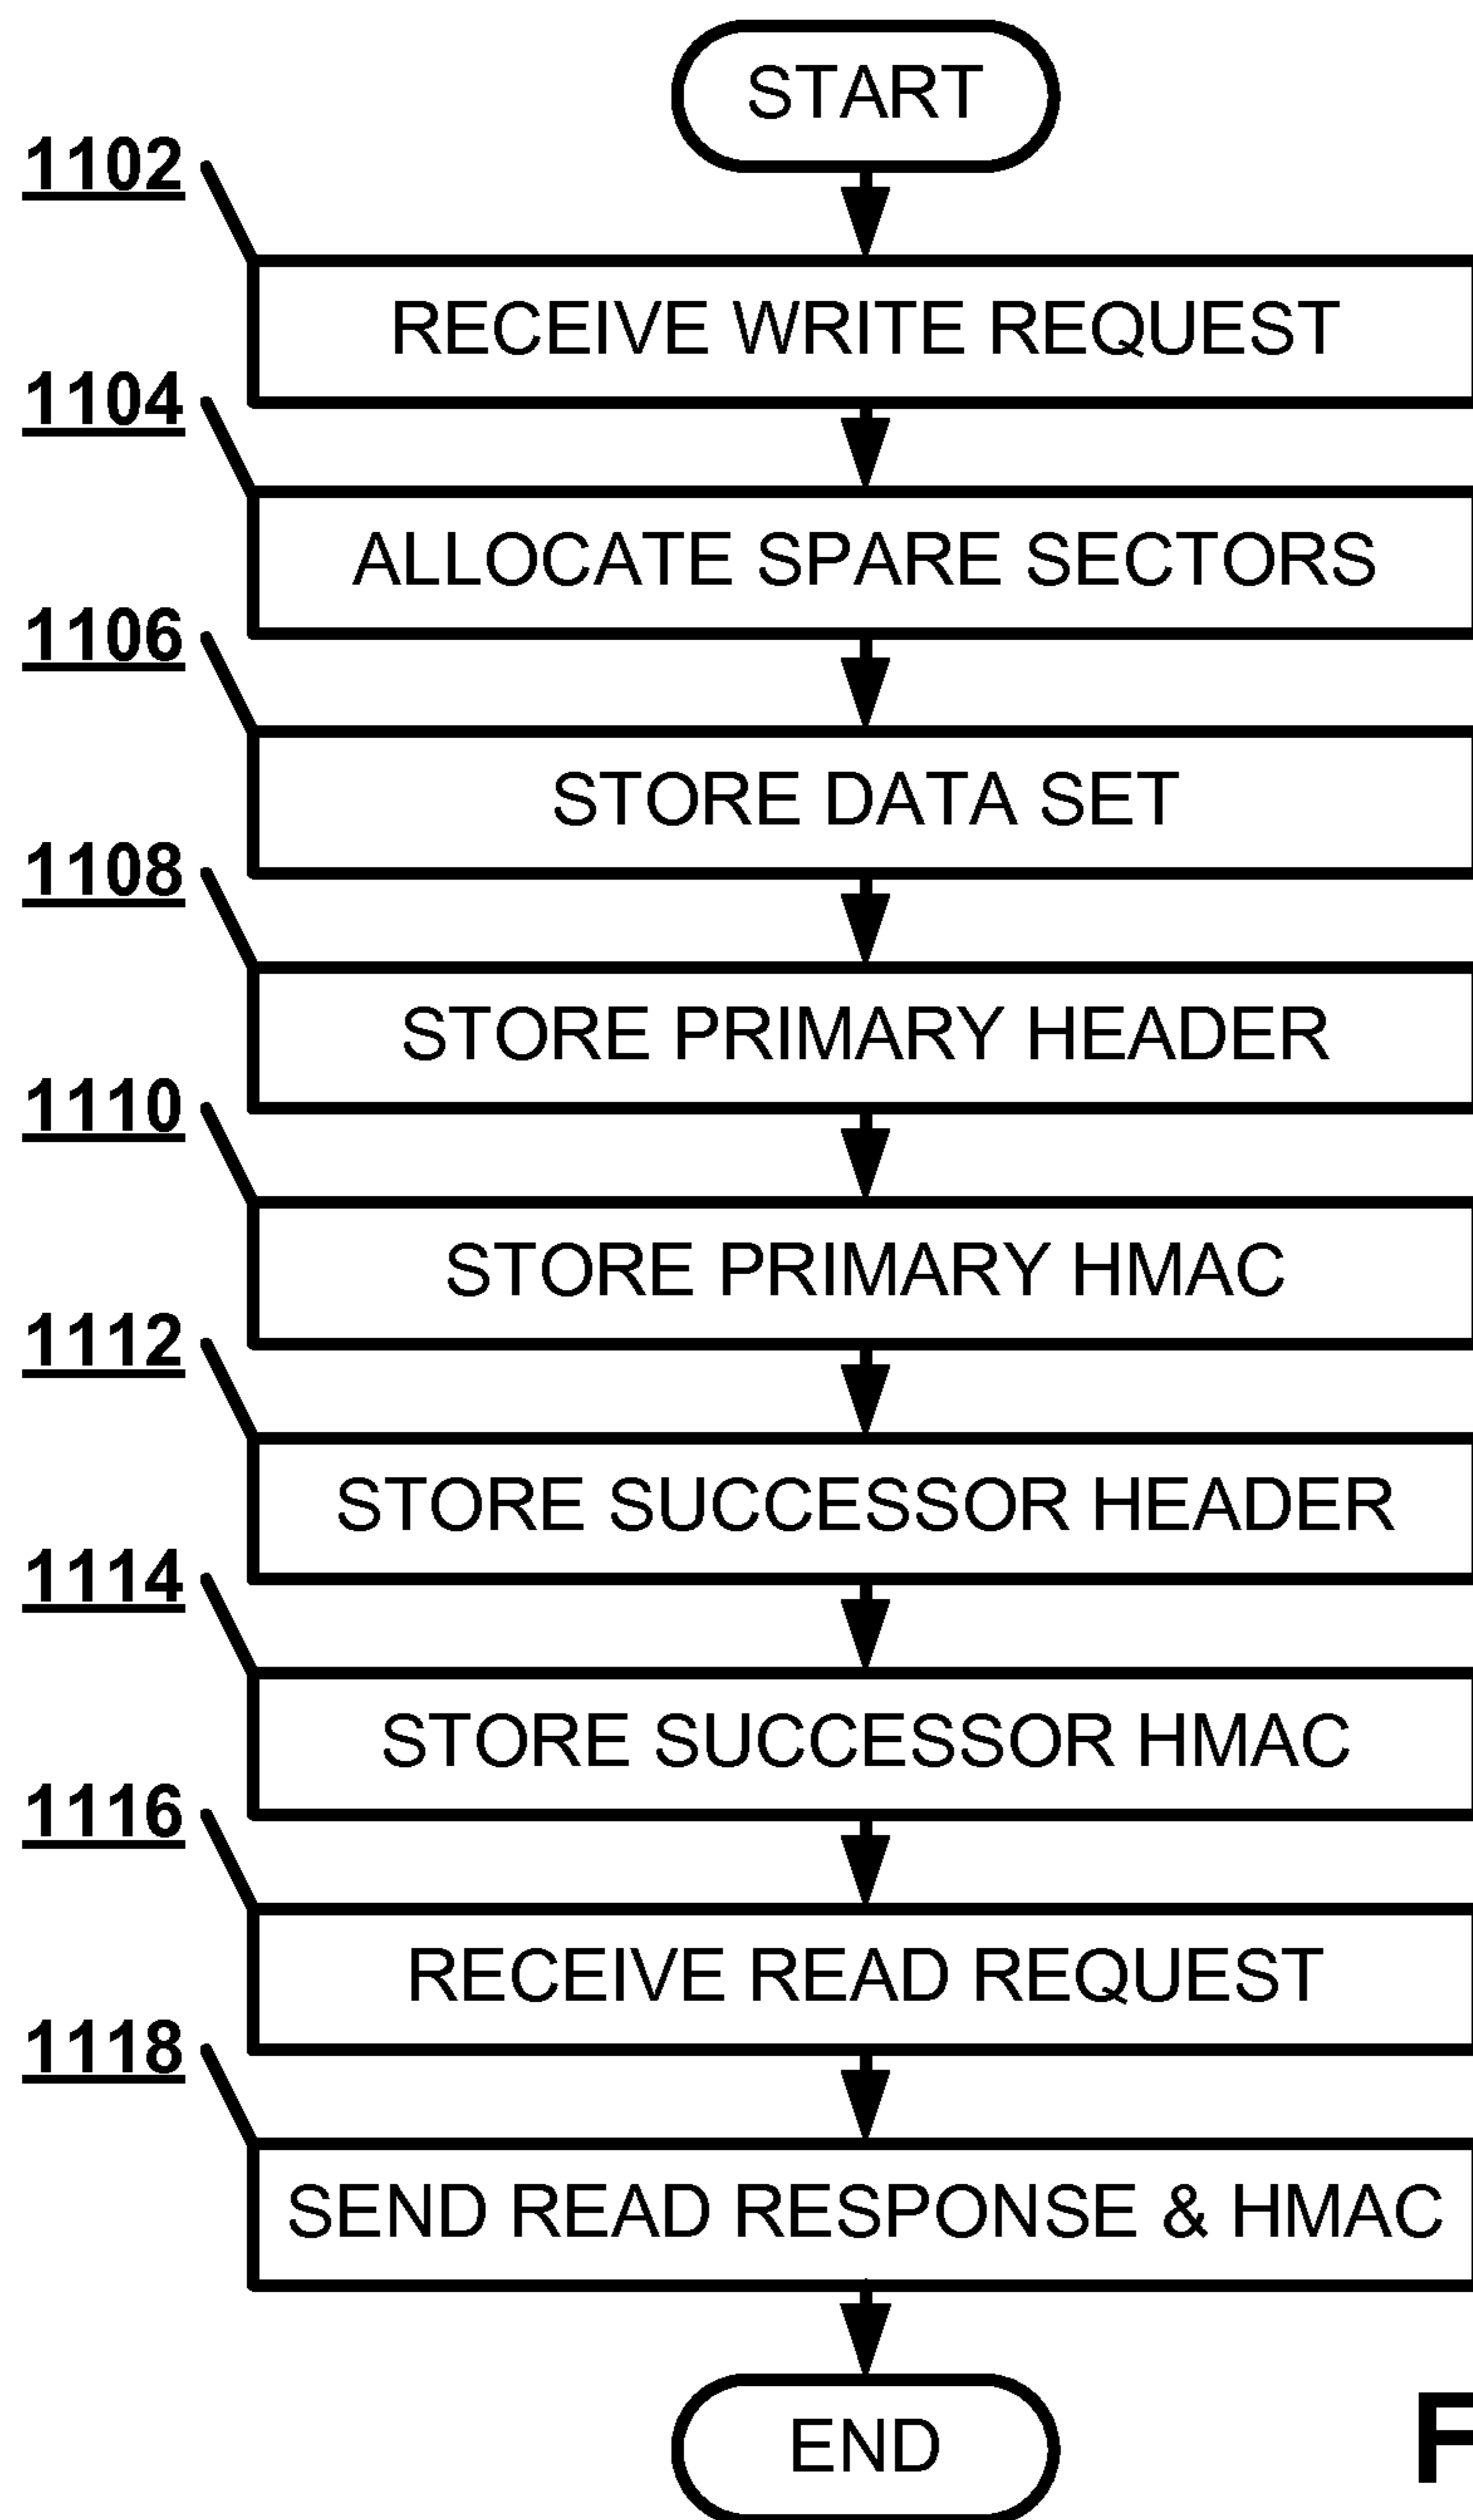 START
1102
RECEIVE WRITE REQUEST
1104
ALLOCATE SPARE SECTORS
1106
STORE DATA SET
1108
STORE PRIMARY HEADER
1110
STORE PRIMARY HMAC
1112
STORE SUCCESSOR HEADER
1114
STORE SUCCESSOR HMAC
1116
RECEIVE READ REQUEST
1118
SEND READ RESPONSE & HMAC
END
F